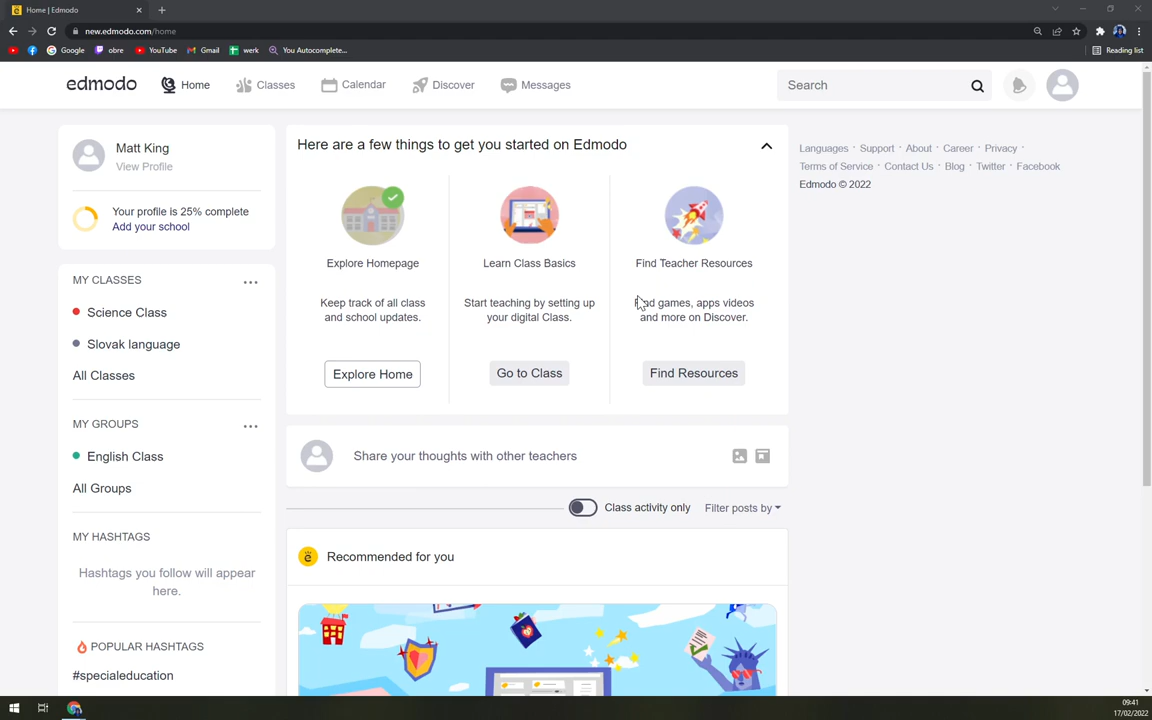 Home | Edmodo
new.edmodo.com/home
Google
obre
YouTube
Gmail
werk
You Autocomplete...
Reading list
edmodo
Home
Classes
Calendar
Discover
Messages
Search
Matt King
View Profile
Your profile is 25% complete
Add your school
MY CLASSES
Science Class
Slovak language
All Classes
MY GROUPS
English Class
All Groups
MY HASHTAGS
Hashtags you follow will appear
here.
POPULAR HASHTAGS
#specialeducation
Here are a few things to get you started on Edmodo
Explore Homepage
Keep track of all class
and school updates.
Explore Home
Learn Class Basics
Start teaching by setting up
your digital Class.
Go to Class
Find Teacher Resources
Find games, apps videos
and more on Discover.
Find Resources
Share your thoughts with other teachers
Class activity only
Filter posts by
Recommended for you
Languages · Support · About · Career · Privacy ·
Terms of Service · Contact Us · Blog · Twitter · Facebook
Edmodo © 2022
09:41
17/02/2022